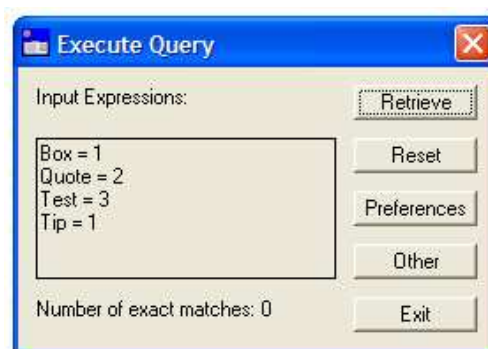 Execute Query
Input Expressions:
Retrieve
Box = 1
Quote = 2
Test = 3
Tip = 1
Reset
Preferences
Other
Number of exact matches: 0
Exit